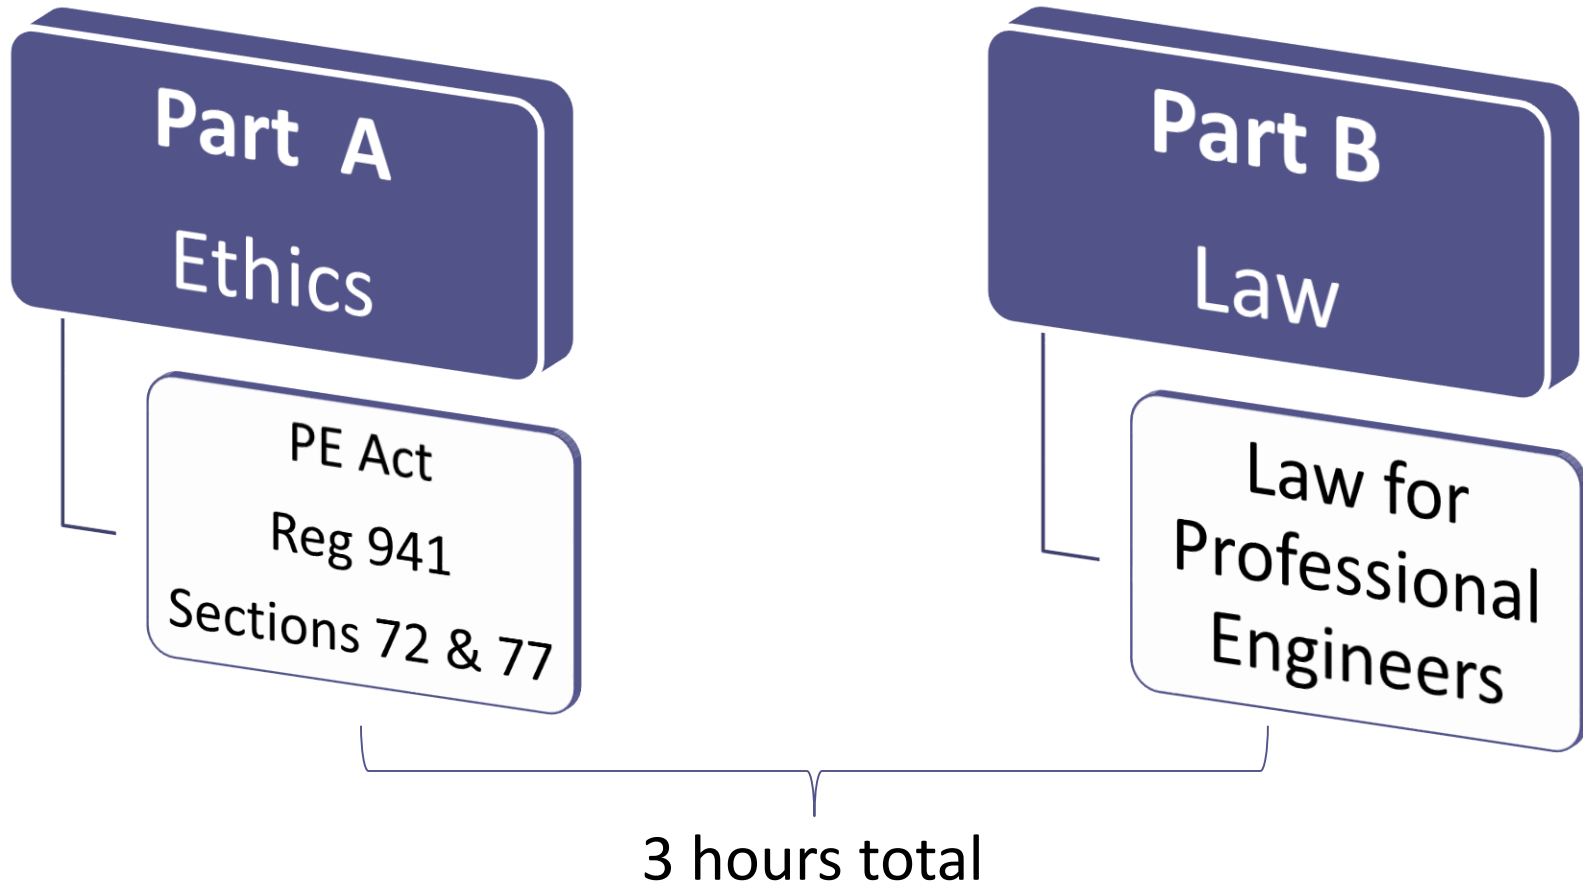 Part A
Ethics
PE Act
Reg 941
Sections 72 & 77
Part B
Law
Law for
Professional
Engineers
3 hours total